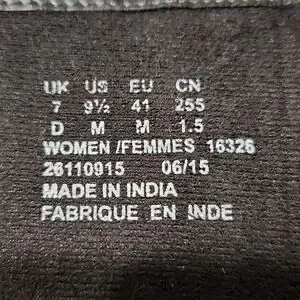 UK US EU CN
7 9½ 41 255
D M M 1.5
WOMEN /FEMMES 16326
26110915 06/15
MADE IN INDIA
FABRIQUE EN INDE